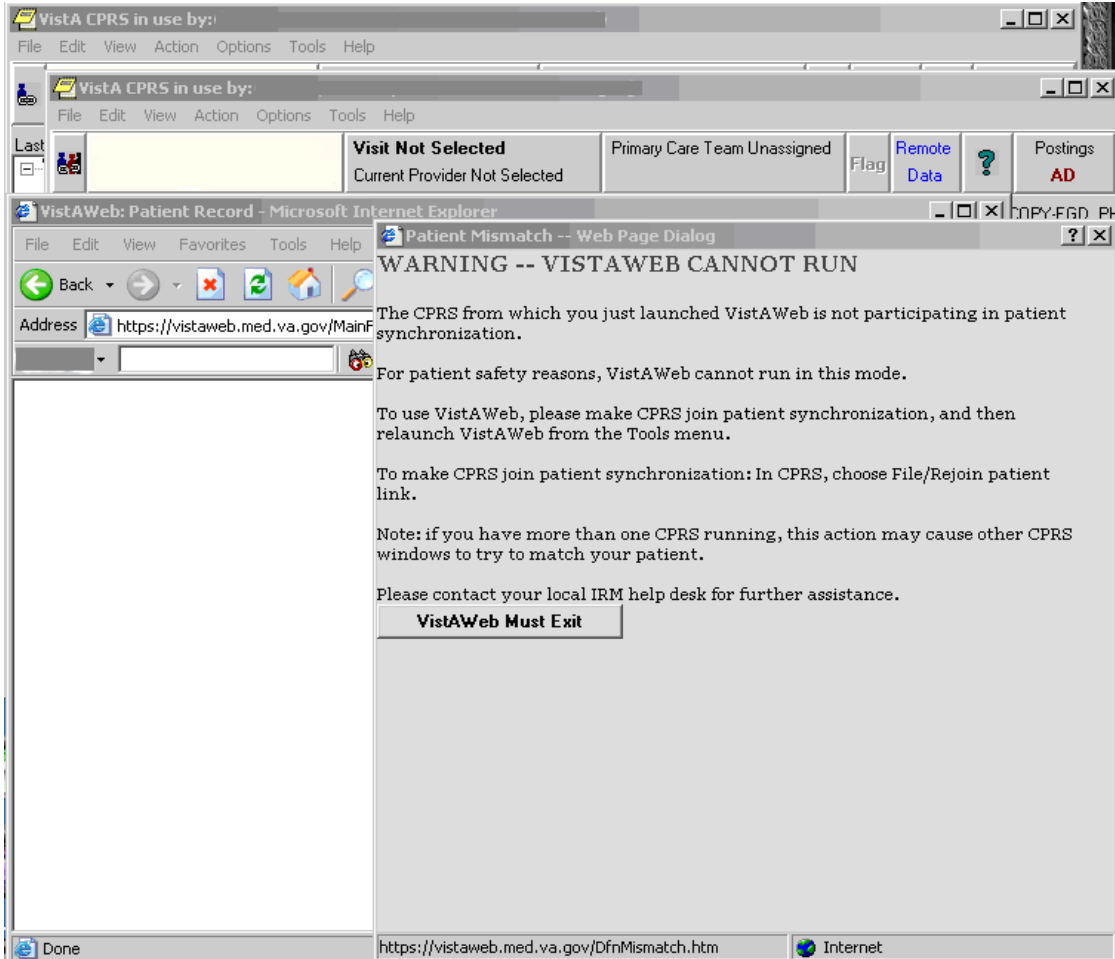 VistA CPRS in use by:
File Edit View Action Options Tools Help
VistA CPRS in use by:
File Edit View Action Options Tools Help
Last
Visit Not Selected
Current Provider Not Selected
Primary Care Team Unassigned
Flag
Remote
Data
?
Postings
AD
VistAWeb: Patient Record - Microsoft Internet Explorer
File Edit View Favorites Tools Help
Back
Address https://vistaweb.med.va.gov/MainF
Patient Mismatch -- Web Page Dialog
WARNING -- VISTAWEB CANNOT RUN
The CPRS from which you just launched VistAWeb is not participating in patient
synchronization.
For patient safety reasons, VistAWeb cannot run in this mode.
To use VistAWeb, please make CPRS join patient synchronization, and then
relaunch VistAWeb from the Tools menu.
To make CPRS join patient synchronization: In CPRS, choose File/Rejoin patient
link.
Note: if you have more than one CPRS running, this action may cause other CPRS
windows to try to match your patient.
Please contact your local IRM help desk for further assistance.
VistAWeb Must Exit
Done
https://vistaweb.med.va.gov/DfnMismatch.htm
Internet